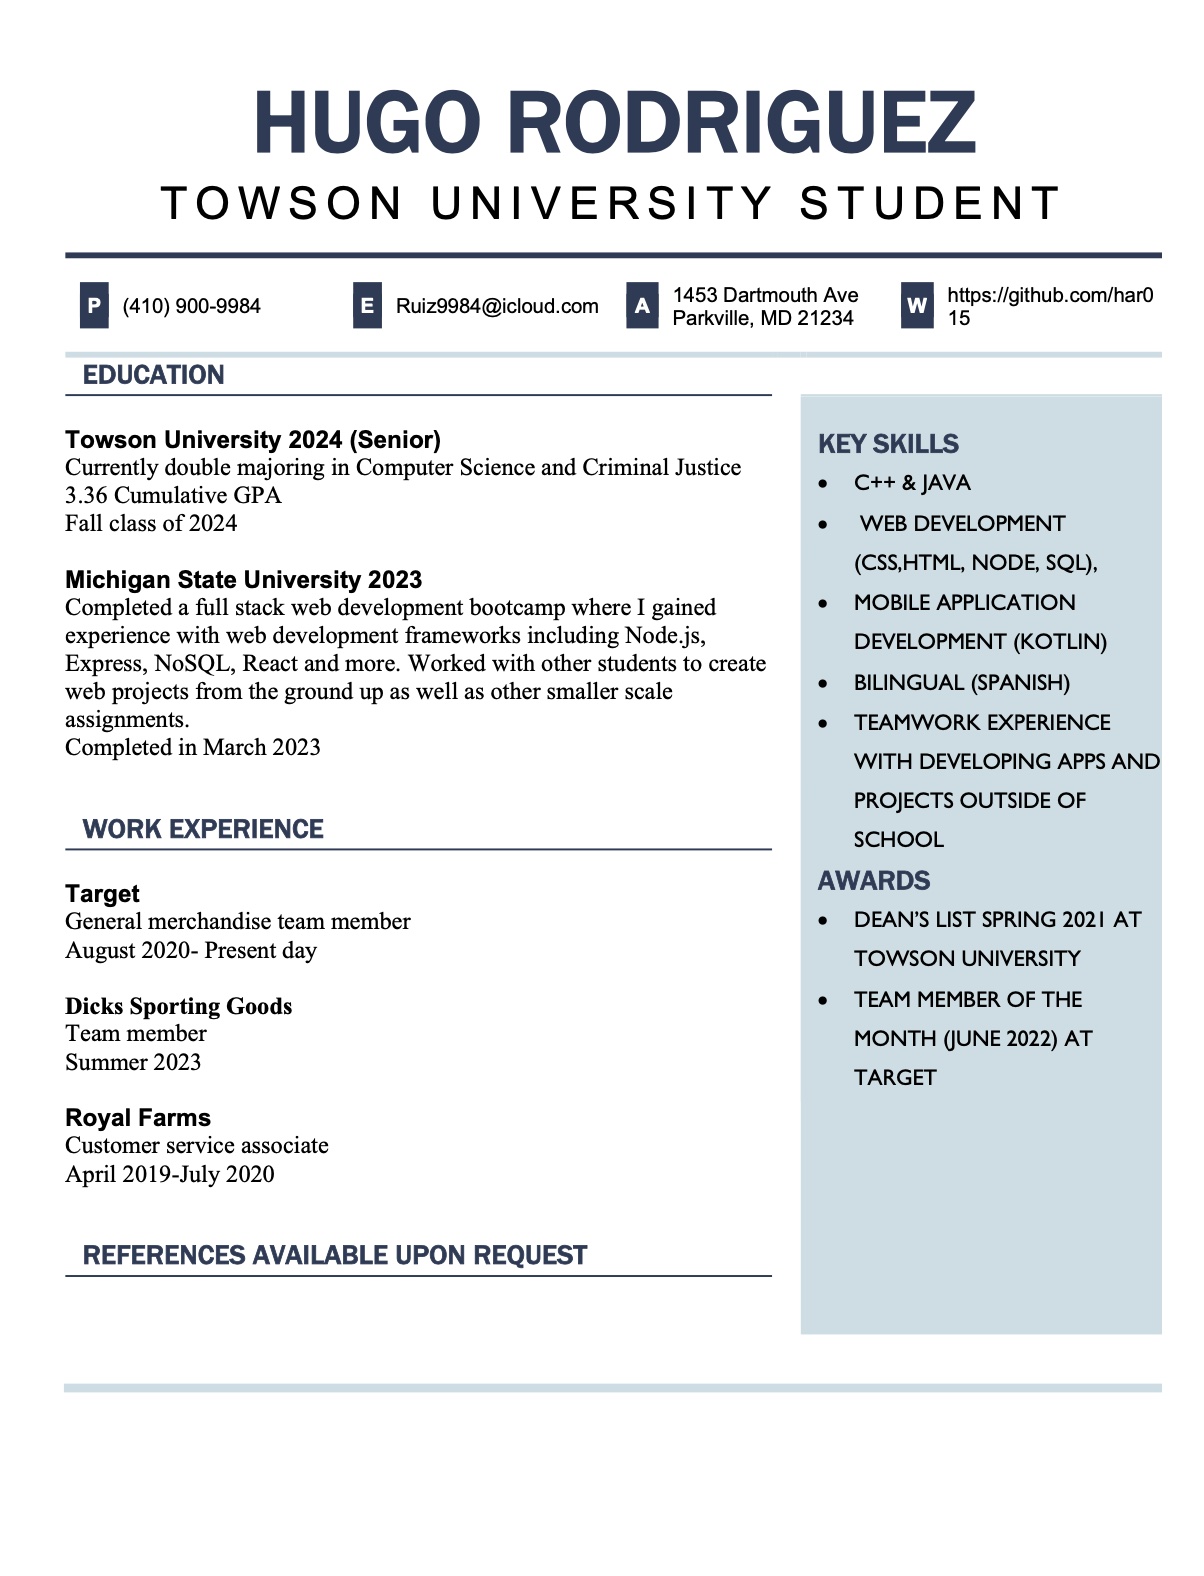 HUGO RODRIGUEZ
TOWSON UNIVERSITY STUDENT
P (410) 900-9984
E Ruiz9984@icloud.com
A 1453 Dartmouth Ave
Parkville, MD 21234
W https://github.com/har0
15
EDUCATION
Towson University 2024 (Senior)
Currently double majoring in Computer Science and Criminal Justice
3.36 Cumulative GPA
Fall class of 2024
Michigan State University 2023
Completed a full stack web development bootcamp where I gained
experience with web development frameworks including Node.js,
Express, NoSQL, React and more. Worked with other students to create
web projects from the ground up as well as other smaller scale
assignments.
Completed in March 2023
WORK EXPERIENCE
Target
General merchandise team member
August 2020- Present day
Dicks Sporting Goods
Team member
Summer 2023
Royal Farms
Customer service associate
April 2019-July 2020
REFERENCES AVAILABLE UPON REQUEST
KEY SKILLS
• C++ & JAVA
• WEB DEVELOPMENT
(CSS,HTML, NODE, SQL),
• MOBILE APPLICATION
DEVELOPMENT (KOTLIN)
• BILINGUAL (SPANISH)
• TEAMWORK EXPERIENCE
WITH DEVELOPING APPS AND
PROJECTS OUTSIDE OF
SCHOOL
AWARDS
• DEAN’S LIST SPRING 2021 AT
TOWSON UNIVERSITY
• TEAM MEMBER OF THE
MONTH (JUNE 2022) AT
TARGET